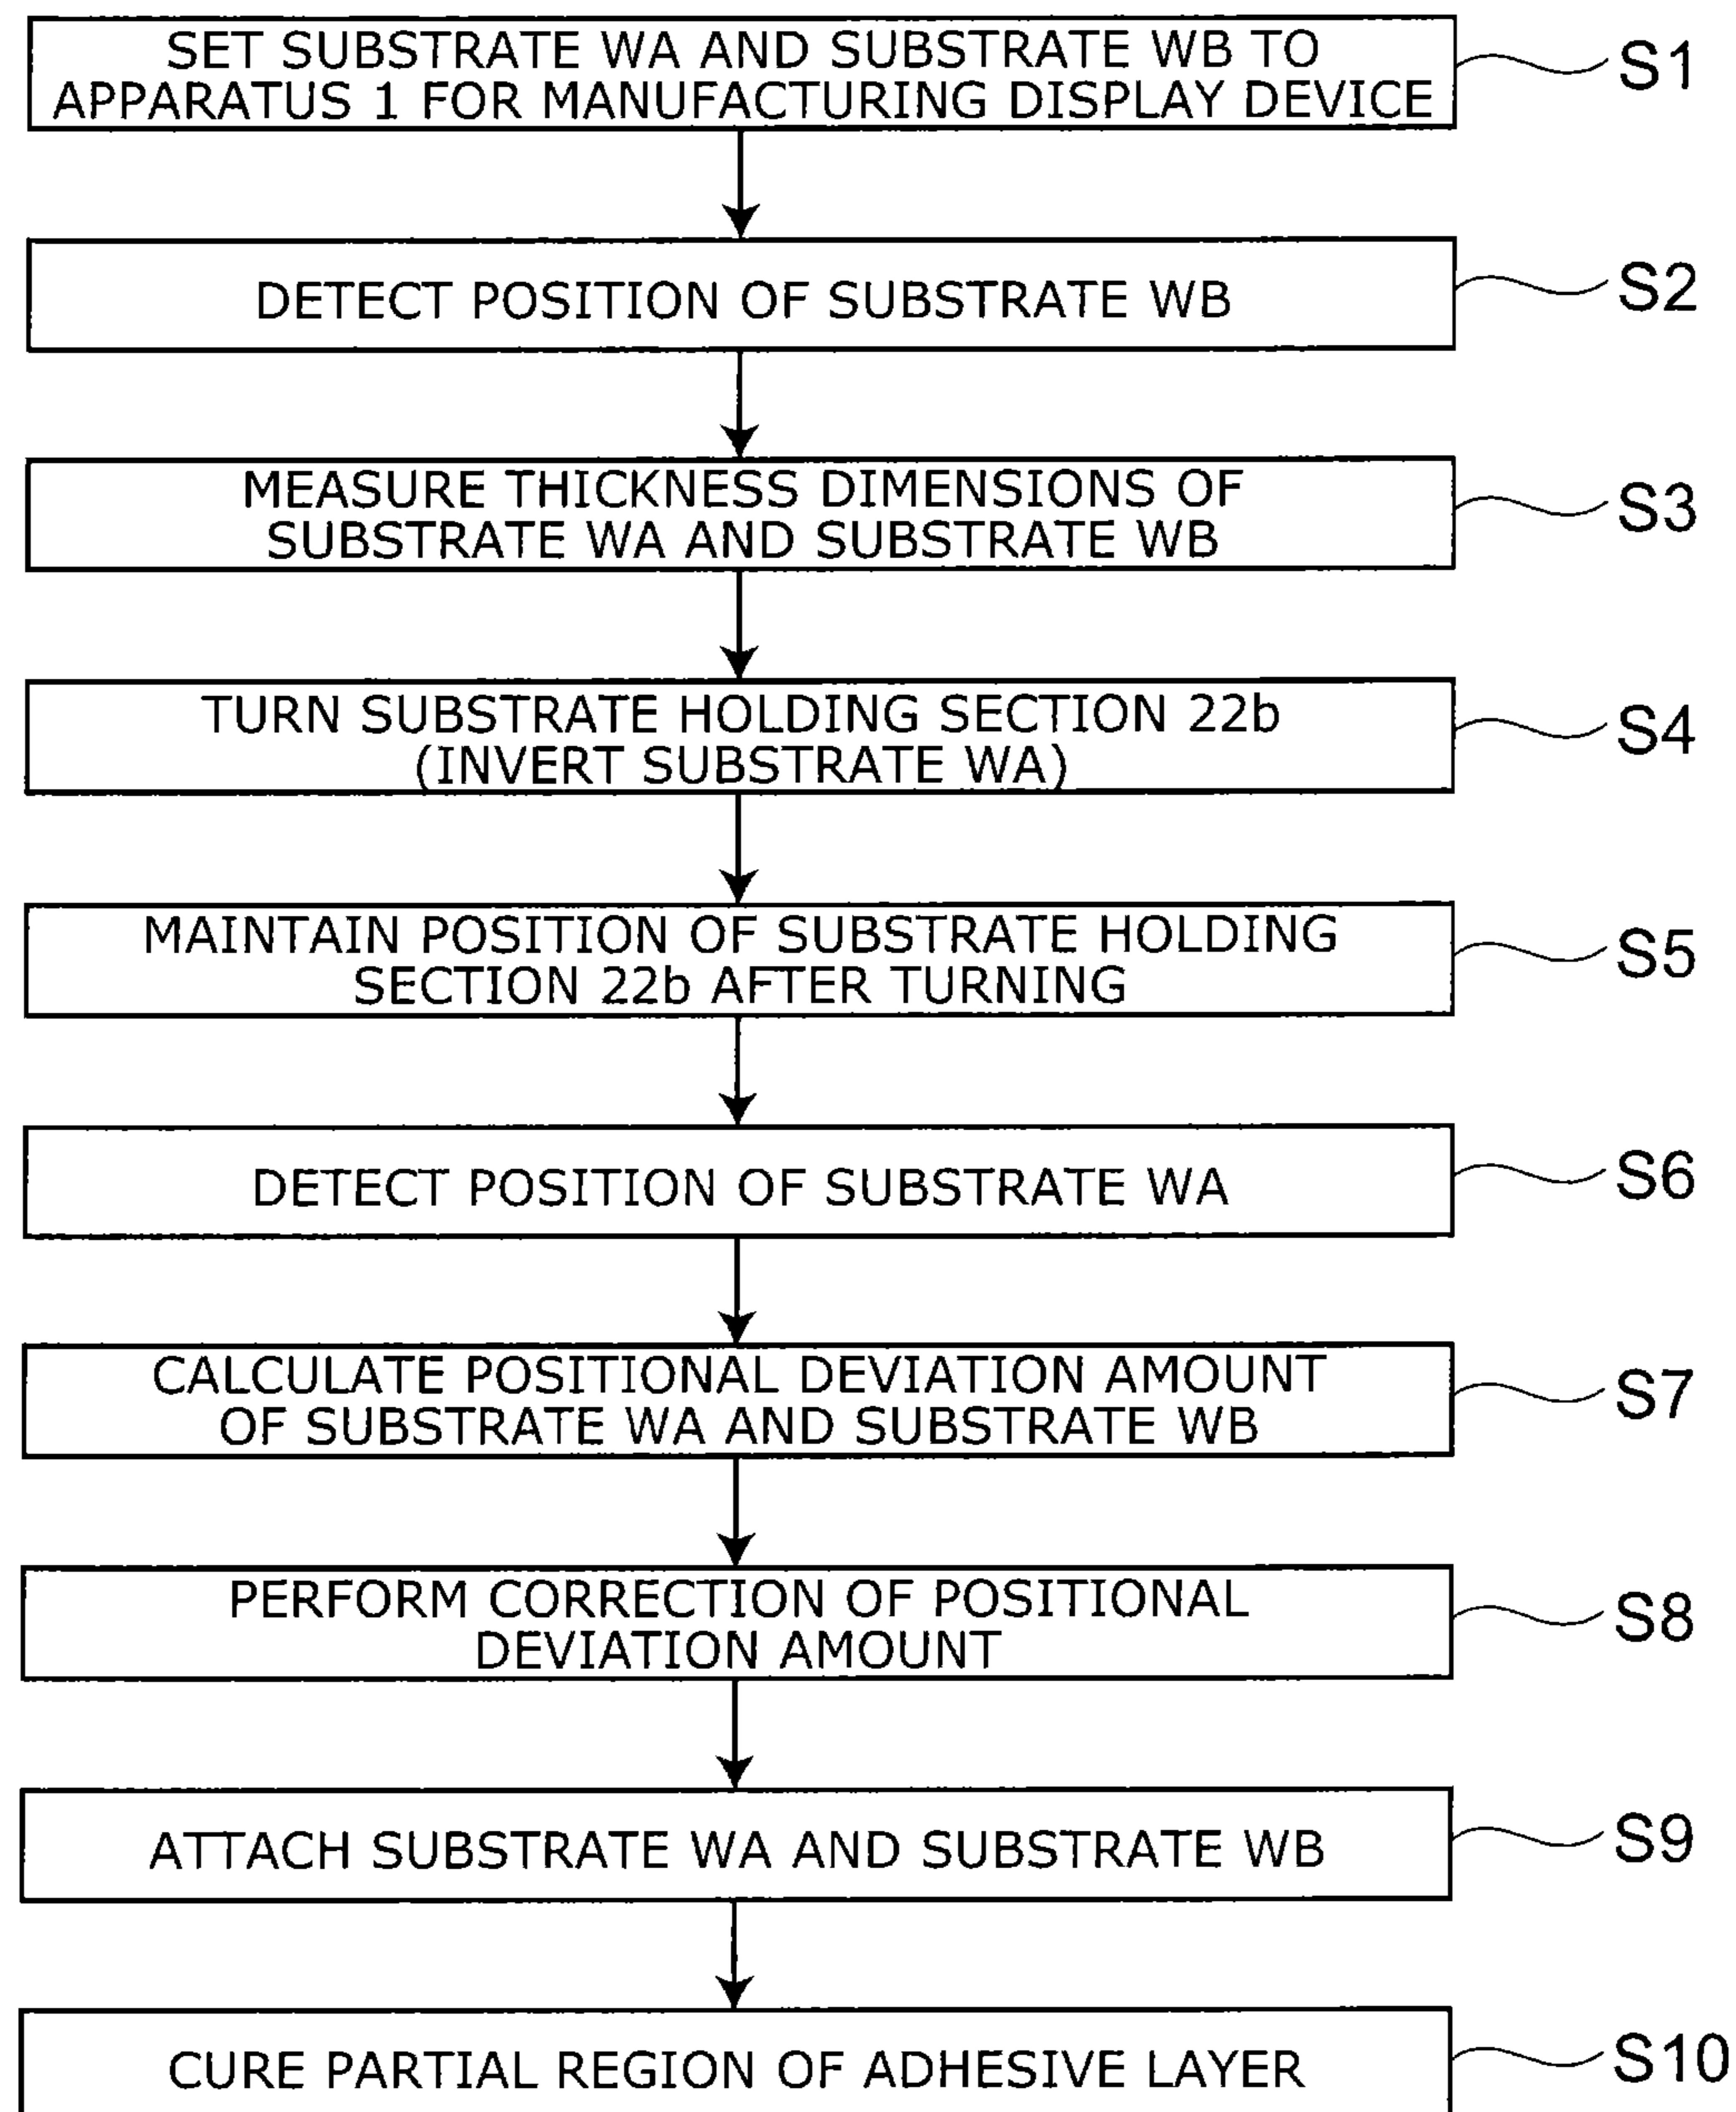 SET SUBSTRATE WA AND SUBSTRATE WB TO
APPARATUS 1 FOR MANUFACTURING DISPLAY DEVICE
S1
DETECT POSITION OF SUBSTRATE WB
S2
MEASURE THICKNESS DIMENSIONS OF
SUBSTRATE WA AND SUBSTRATE WB
S3
TURN SUBSTRATE HOLDING SECTION 22b
(INVERT SUBSTRATE WA)
S4
MAINTAIN POSITION OF SUBSTRATE HOLDING
SECTION 22b AFTER TURNING
S5
DETECT POSITION OF SUBSTRATE WA
S6
CALCULATE POSITIONAL DEVIATION AMOUNT
OF SUBSTRATE WA AND SUBSTRATE WB
S7
PERFORM CORRECTION OF POSITIONAL
DEVIATION AMOUNT
S8
ATTACH SUBSTRATE WA AND SUBSTRATE WB
S9
CURE PARTIAL REGION OF ADHESIVE LAYER
S10